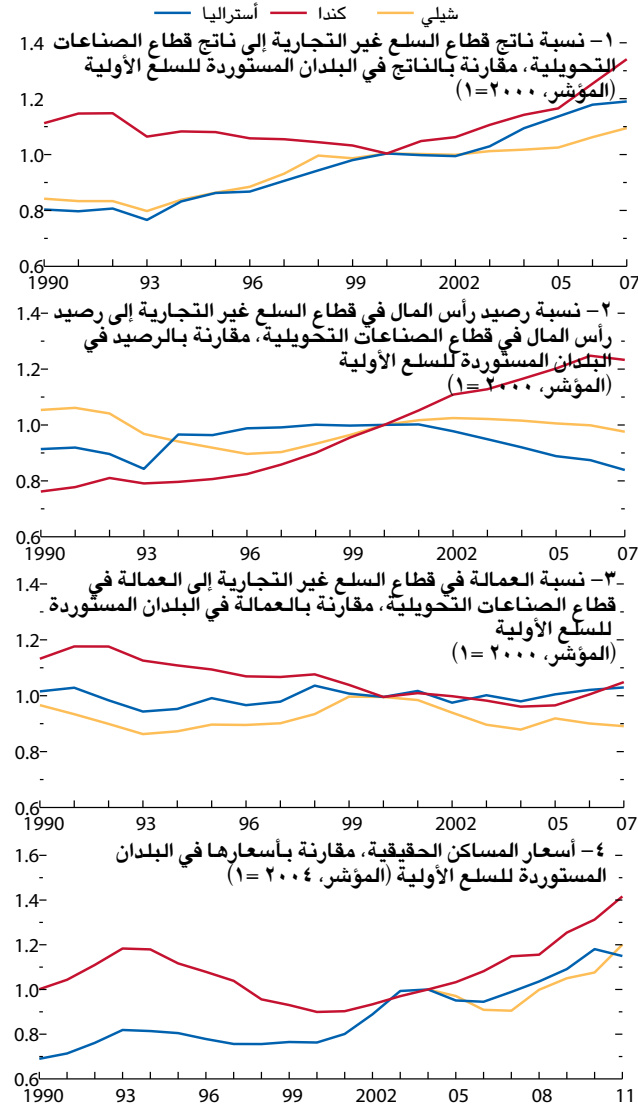 أستراليا كندا شيلي
١– نسبة ناتج قطاع السلع غير التجارية إلى ناتج قطاع الصناعات
التحويلية، مقارنة بالناتج في البلدان المستوردة للسلع الأولية
(المؤشر، ٢٠٠٠=١)
1.4
1.2
1.0
0.8
0.6
1990 93 96 99 2002 05 07
٢– نسبة رصيد رأس المال في قطاع السلع غير التجارية إلى رصيد
رأس المال في قطاع الصناعات التحويلية، مقارنة بالرصيد في
البلدان المستوردة للسلع الأولية
(المؤشر، ٢٠٠٠ =١)
1.4
1.2
1.0
0.8
0.6
1990 93 96 99 2002 05 07
٣– نسبة العمالة في قطاع السلع غير التجارية إلى العمالة في
قطاع الصناعات التحويلية، مقارنة بالعمالة في البلدان المستوردة
للسلع الأولية
(المؤشر، ٢٠٠٠ =١)
1.4
1.2
1.0
0.8
0.6
1990 93 96 99 2002 05 07
٤– أسعار المساكن الحقيقية، مقارنة بأسعارها في البلدان
المستوردة للسلع الأولية (المؤشر، ٢٠٠٤ =١)
1.6
1.4
1.2
1.0
0.8
0.6
1990 93 96 99 2002 05 08 11